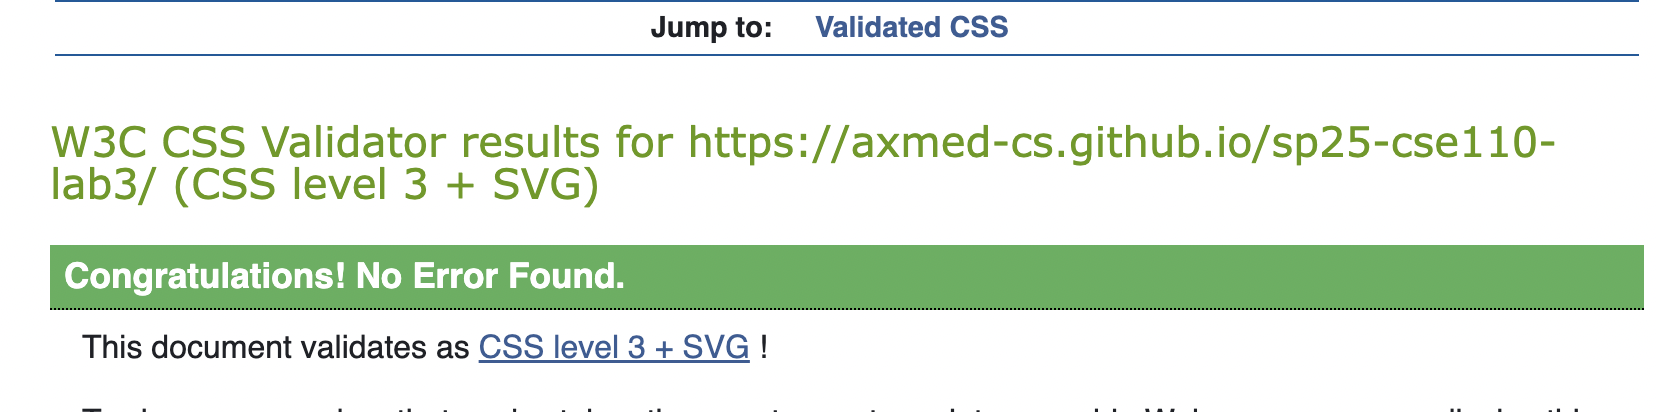 Jump to: Validated CSS
W3C CSS Validator results for https://axmed-cs.github.io/sp25-cse110-
lab3/ (CSS level 3 + SVG)
Congratulations! No Error Found.
This document validates as CSS level 3 + SVG !